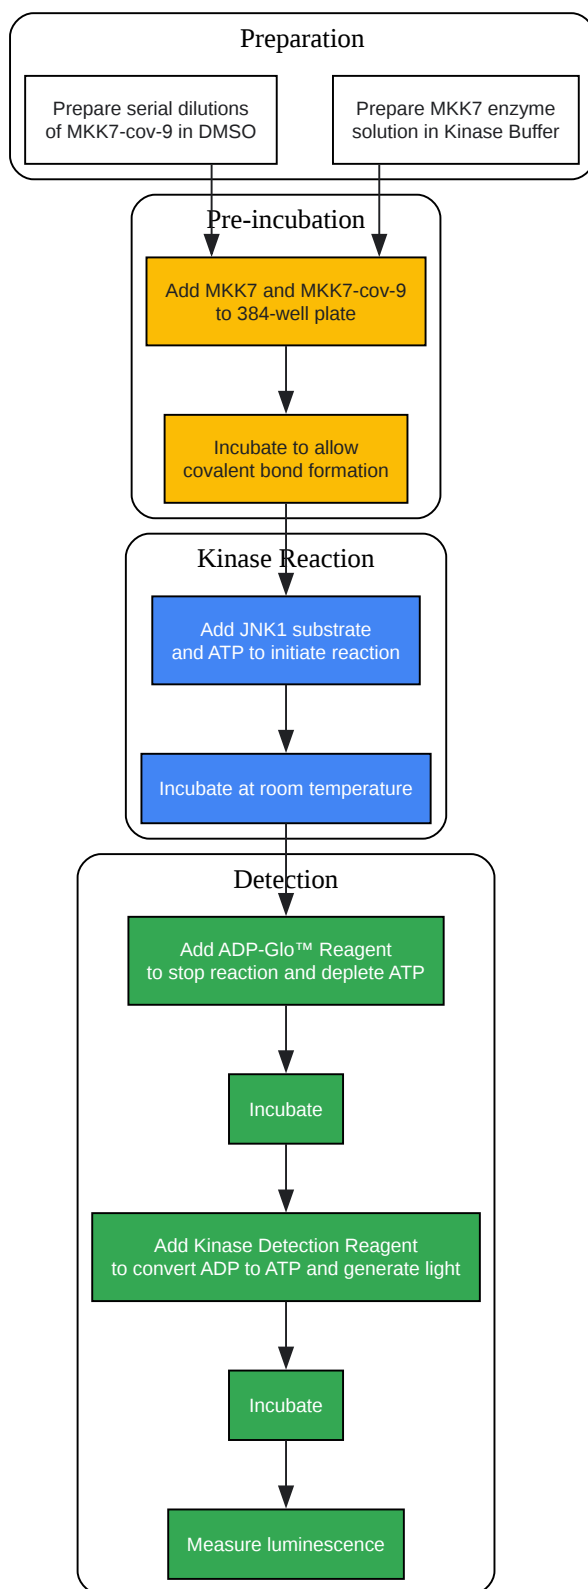 Preparation
Prepare serial dilutions
of MKK7-cov-9 in DMSO
Prepare MKK7 enzyme
solution in Kinase Buffer
Pre-incubation
Add MKK7 and MKK7-cov-9
to 384-well plate
Incubate to allow
covalent bond formation
Kinase Reaction
Add JNK1 substrate
and ATP to initiate reaction
Incubate at room temperature
Detection
Add ADP-Glo™ Reagent
to stop reaction and deplete ATP
Incubate
Add Kinase Detection Reagent
to convert ADP to ATP and generate light
Incubate
Measure luminescence